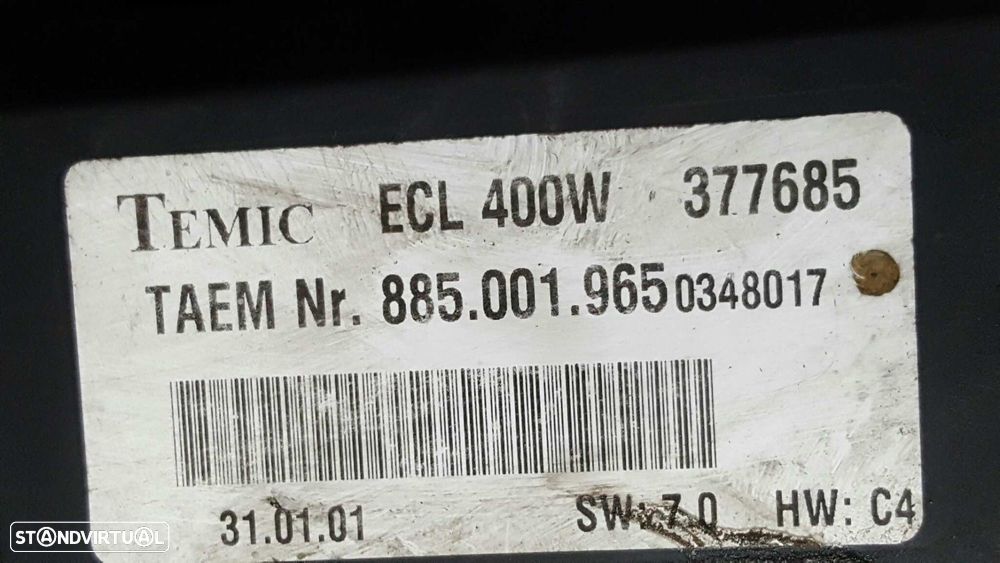 TEMIC ECL 400W 377685
TAEM Nr. 885.001.965 0348017
31.01.01 SW: 7.0 HW: C4
STANDVIRTUAL